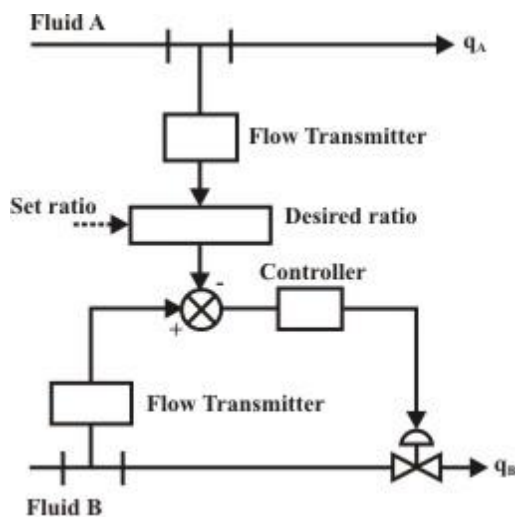 Fluid A
qA
Flow Transmitter
Set ratio
Desired ratio
-
Controller
+
Flow Transmitter
qB
Fluid B